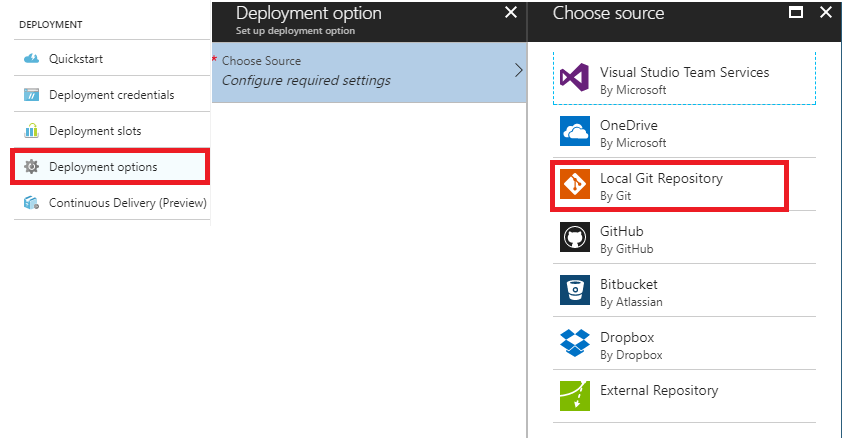 DEPLOYMENT
Quickstart
Deployment credentials
Deployment slots
Deployment options
Continuous Delivery (Preview)
Deployment option
Set up deployment option
* Choose Source
Configure required settings
Choose source
Visual Studio Team Services
By Microsoft
OneDrive
By Microsoft
Local Git Repository
By Git
GitHub
By GitHub
Bitbucket
By Atlassian
Dropbox
By Dropbox
External Repository